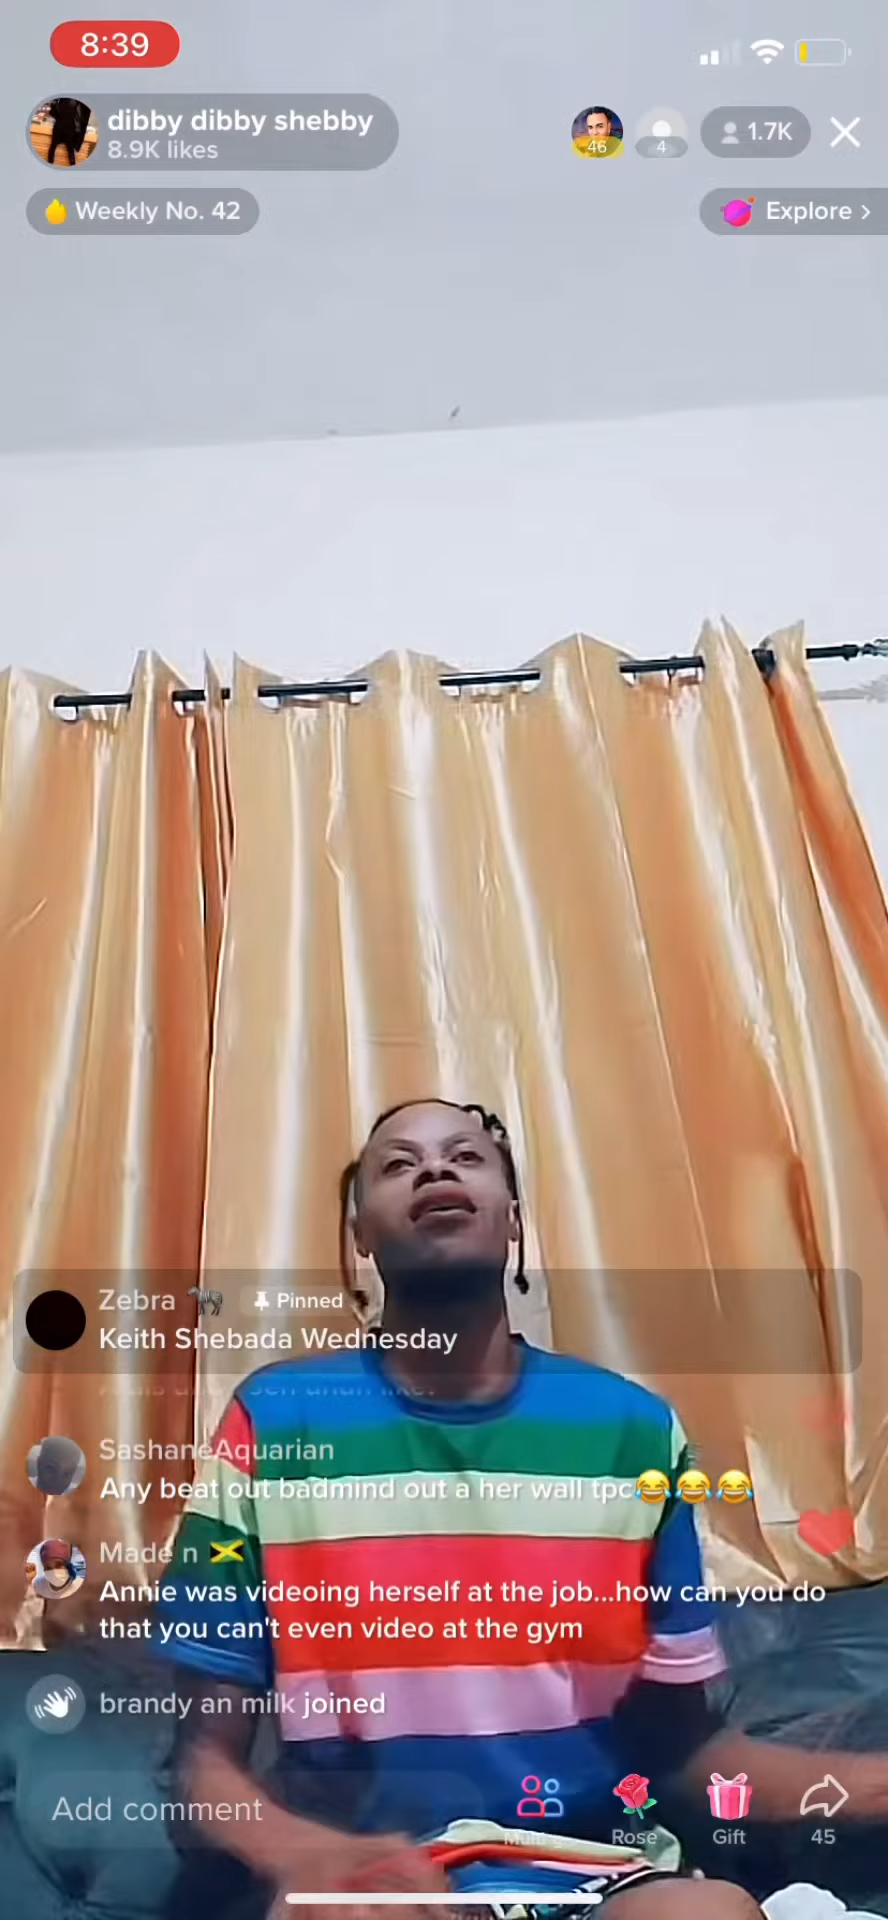 8:39
dibby dibby shebby
8.9K likes
46
4
1.7K
Weekly No. 42
Explore >
Zebra 🦓 Pinned
Keith Shebada Wednesday
SashaneAquarian
Any beat out badmind out a her wall tpc😂😂😂
Made n 🇯🇲
Annie was videoing herself at the job...how can you do
that you can't even video at the gym
brandy an milk joined
Add comment
Rose
Gift
45